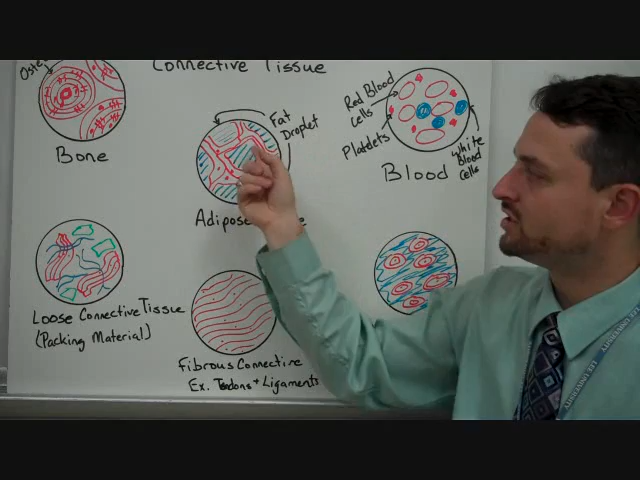 Connective Tissue
Bone
Fat
Droplet
Adipose
Red Blood
Cells
Platelets
White
Blood
Cells
Blood
Loose Connective Tissue
(Packing Material)
Fibrous Connective
Ex. Tendons + Ligaments